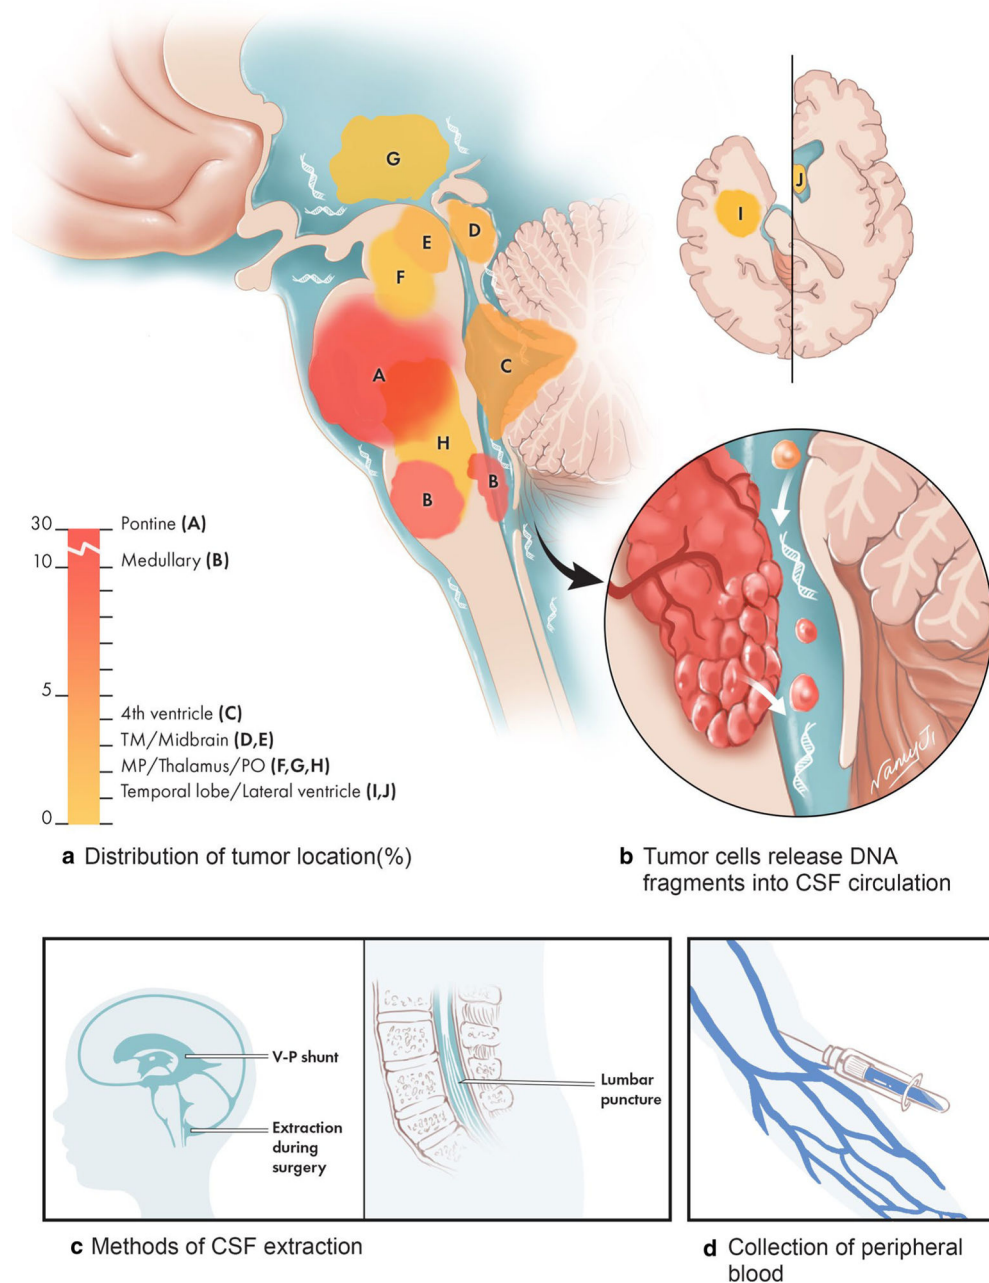 G
E
D
F
A
C
H
B
B
I
J
30
10
5
0
Pontine (A)
Medullary (B)
4th ventricle (C)
TM/Midbrain (D,E)
MP/Thalamus/PO (F,G,H)
Temporal lobe/Lateral ventricle (I,J)
a Distribution of tumor location(%)
b Tumor cells release DNA
fragments into CSF circulation
V-P shunt
Extraction
during
surgery
Lumbar
puncture
c Methods of CSF extraction
d Collection of peripheral
blood